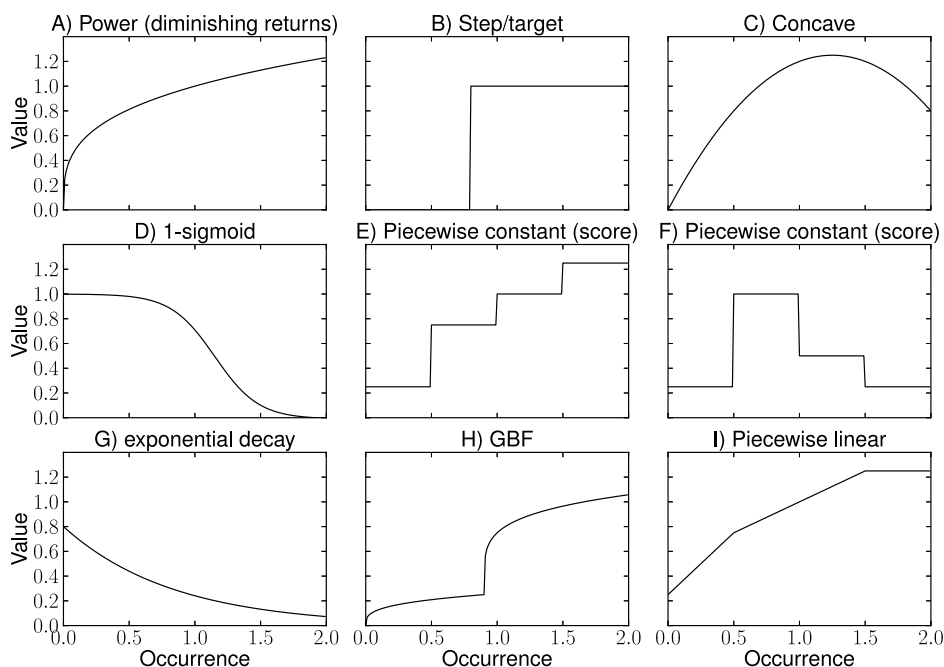 A) Power (diminishing returns)
B) Step/target
C) Concave
Value
1.2
1.0
0.8
0.6
0.4
0.2
0.0
D) 1-sigmoid
E) Piecewise constant (score)
F) Piecewise constant (score)
Value
1.2
1.0
0.8
0.6
0.4
0.2
0.0
G) exponential decay
H) GBF
I) Piecewise linear
Value
1.2
1.0
0.8
0.6
0.4
0.2
0.0
0.0 0.5 1.0 1.5 2.0
0.0 0.5 1.0 1.5 2.0
0.0 0.5 1.0 1.5 2.0
Occurrence
Occurrence
Occurrence